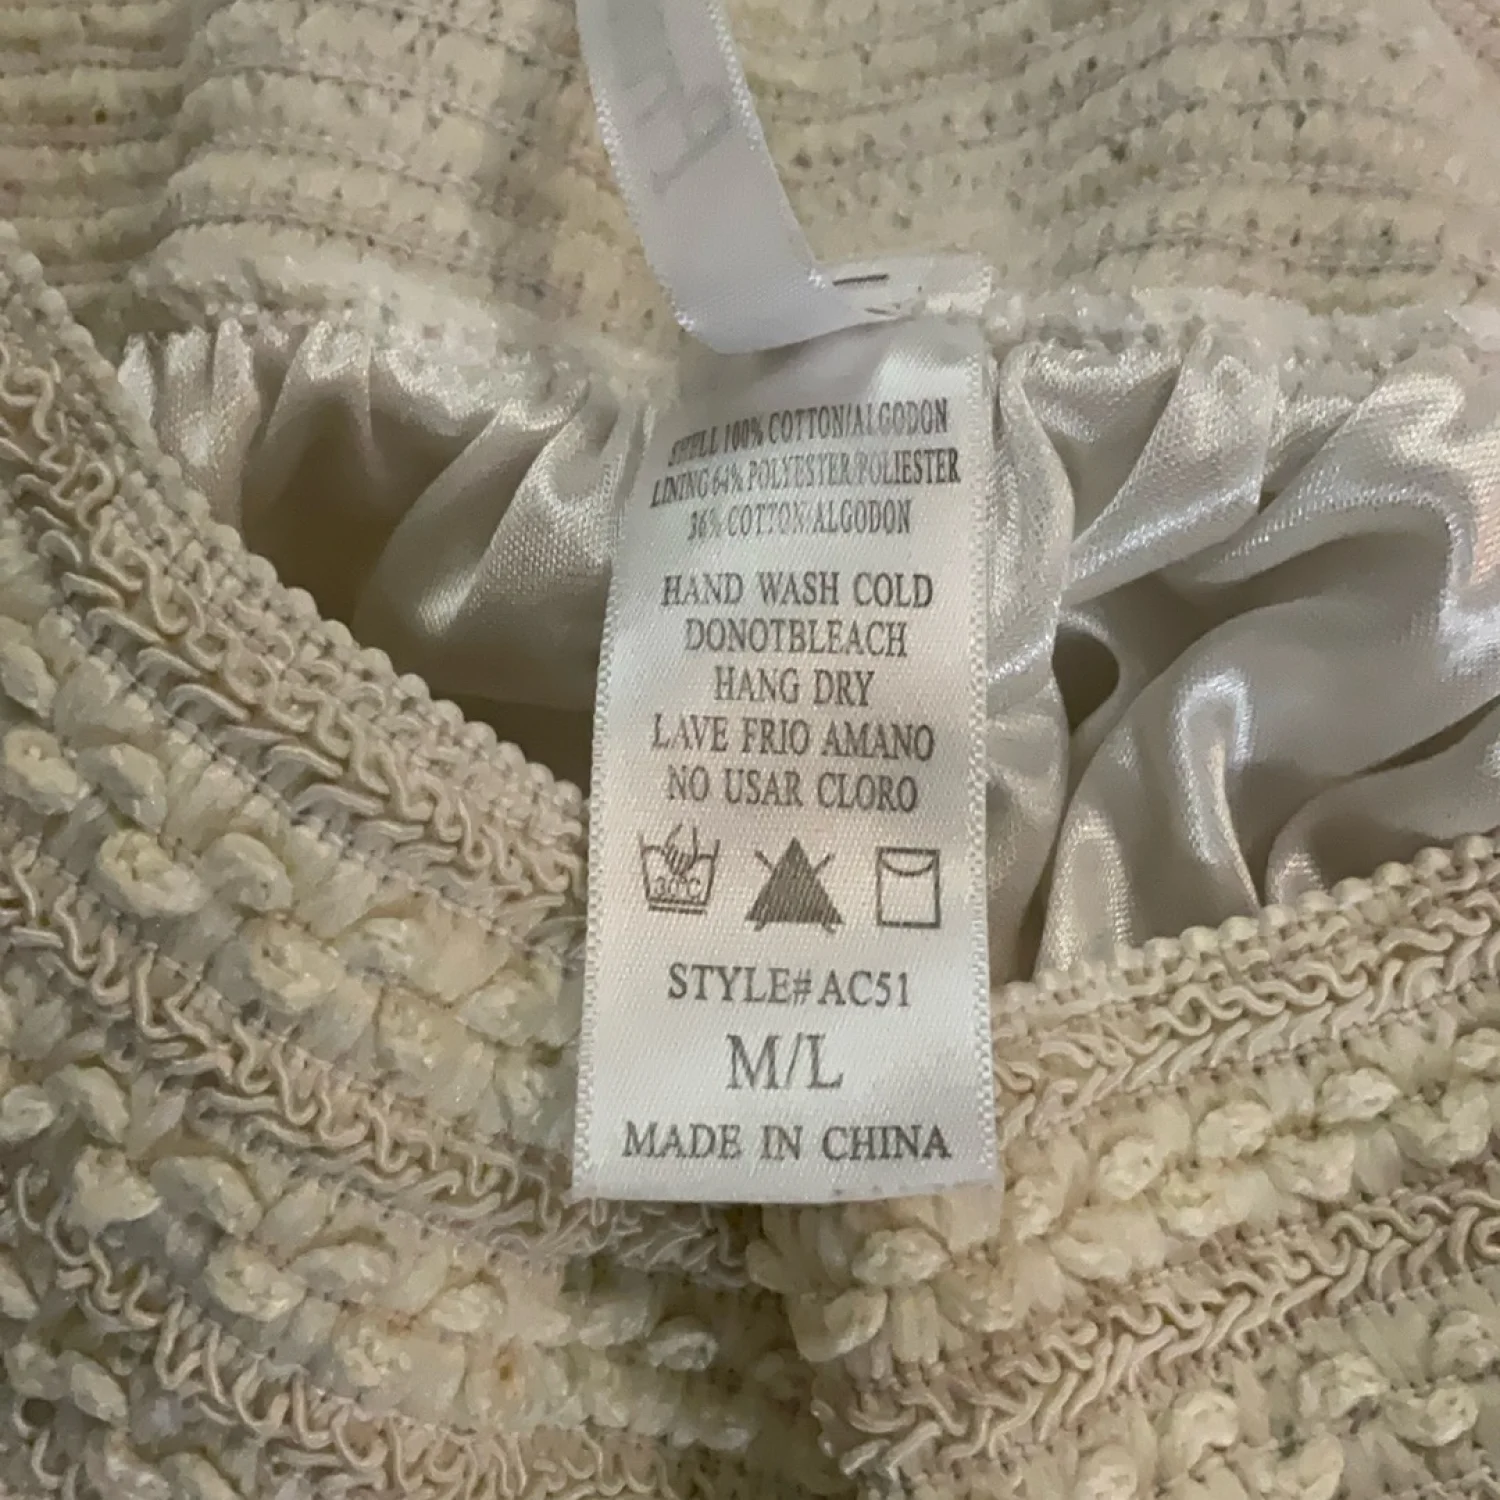 SHELL 100% COTTON/ALGODON
LINING 64% POLYESTER/POLIESTER
36% COTTON/ALGODON
HAND WASH COLD
DONOTBLEACH
HANG DRY
LAVE FRIO AMANO
NO USAR CLORO
30°C
STYLE# AC51
M/L
MADE IN CHINA